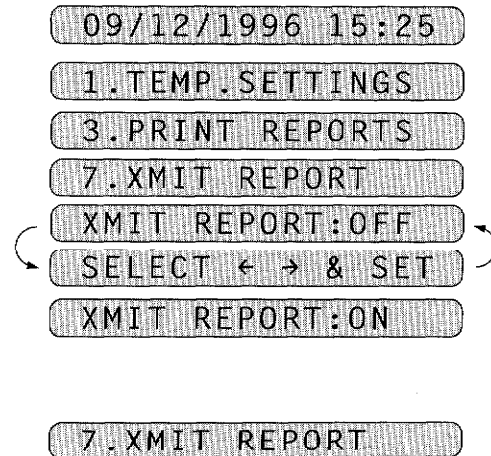 09/12/1996 15:25
1.TEMP.SETTINGS
3.PRINT REPORTS
7.XMIT REPORT
XMIT REPORT:OFF
SELECT ← → & SET
XMIT REPORT:ON
7.XMIT REPORT